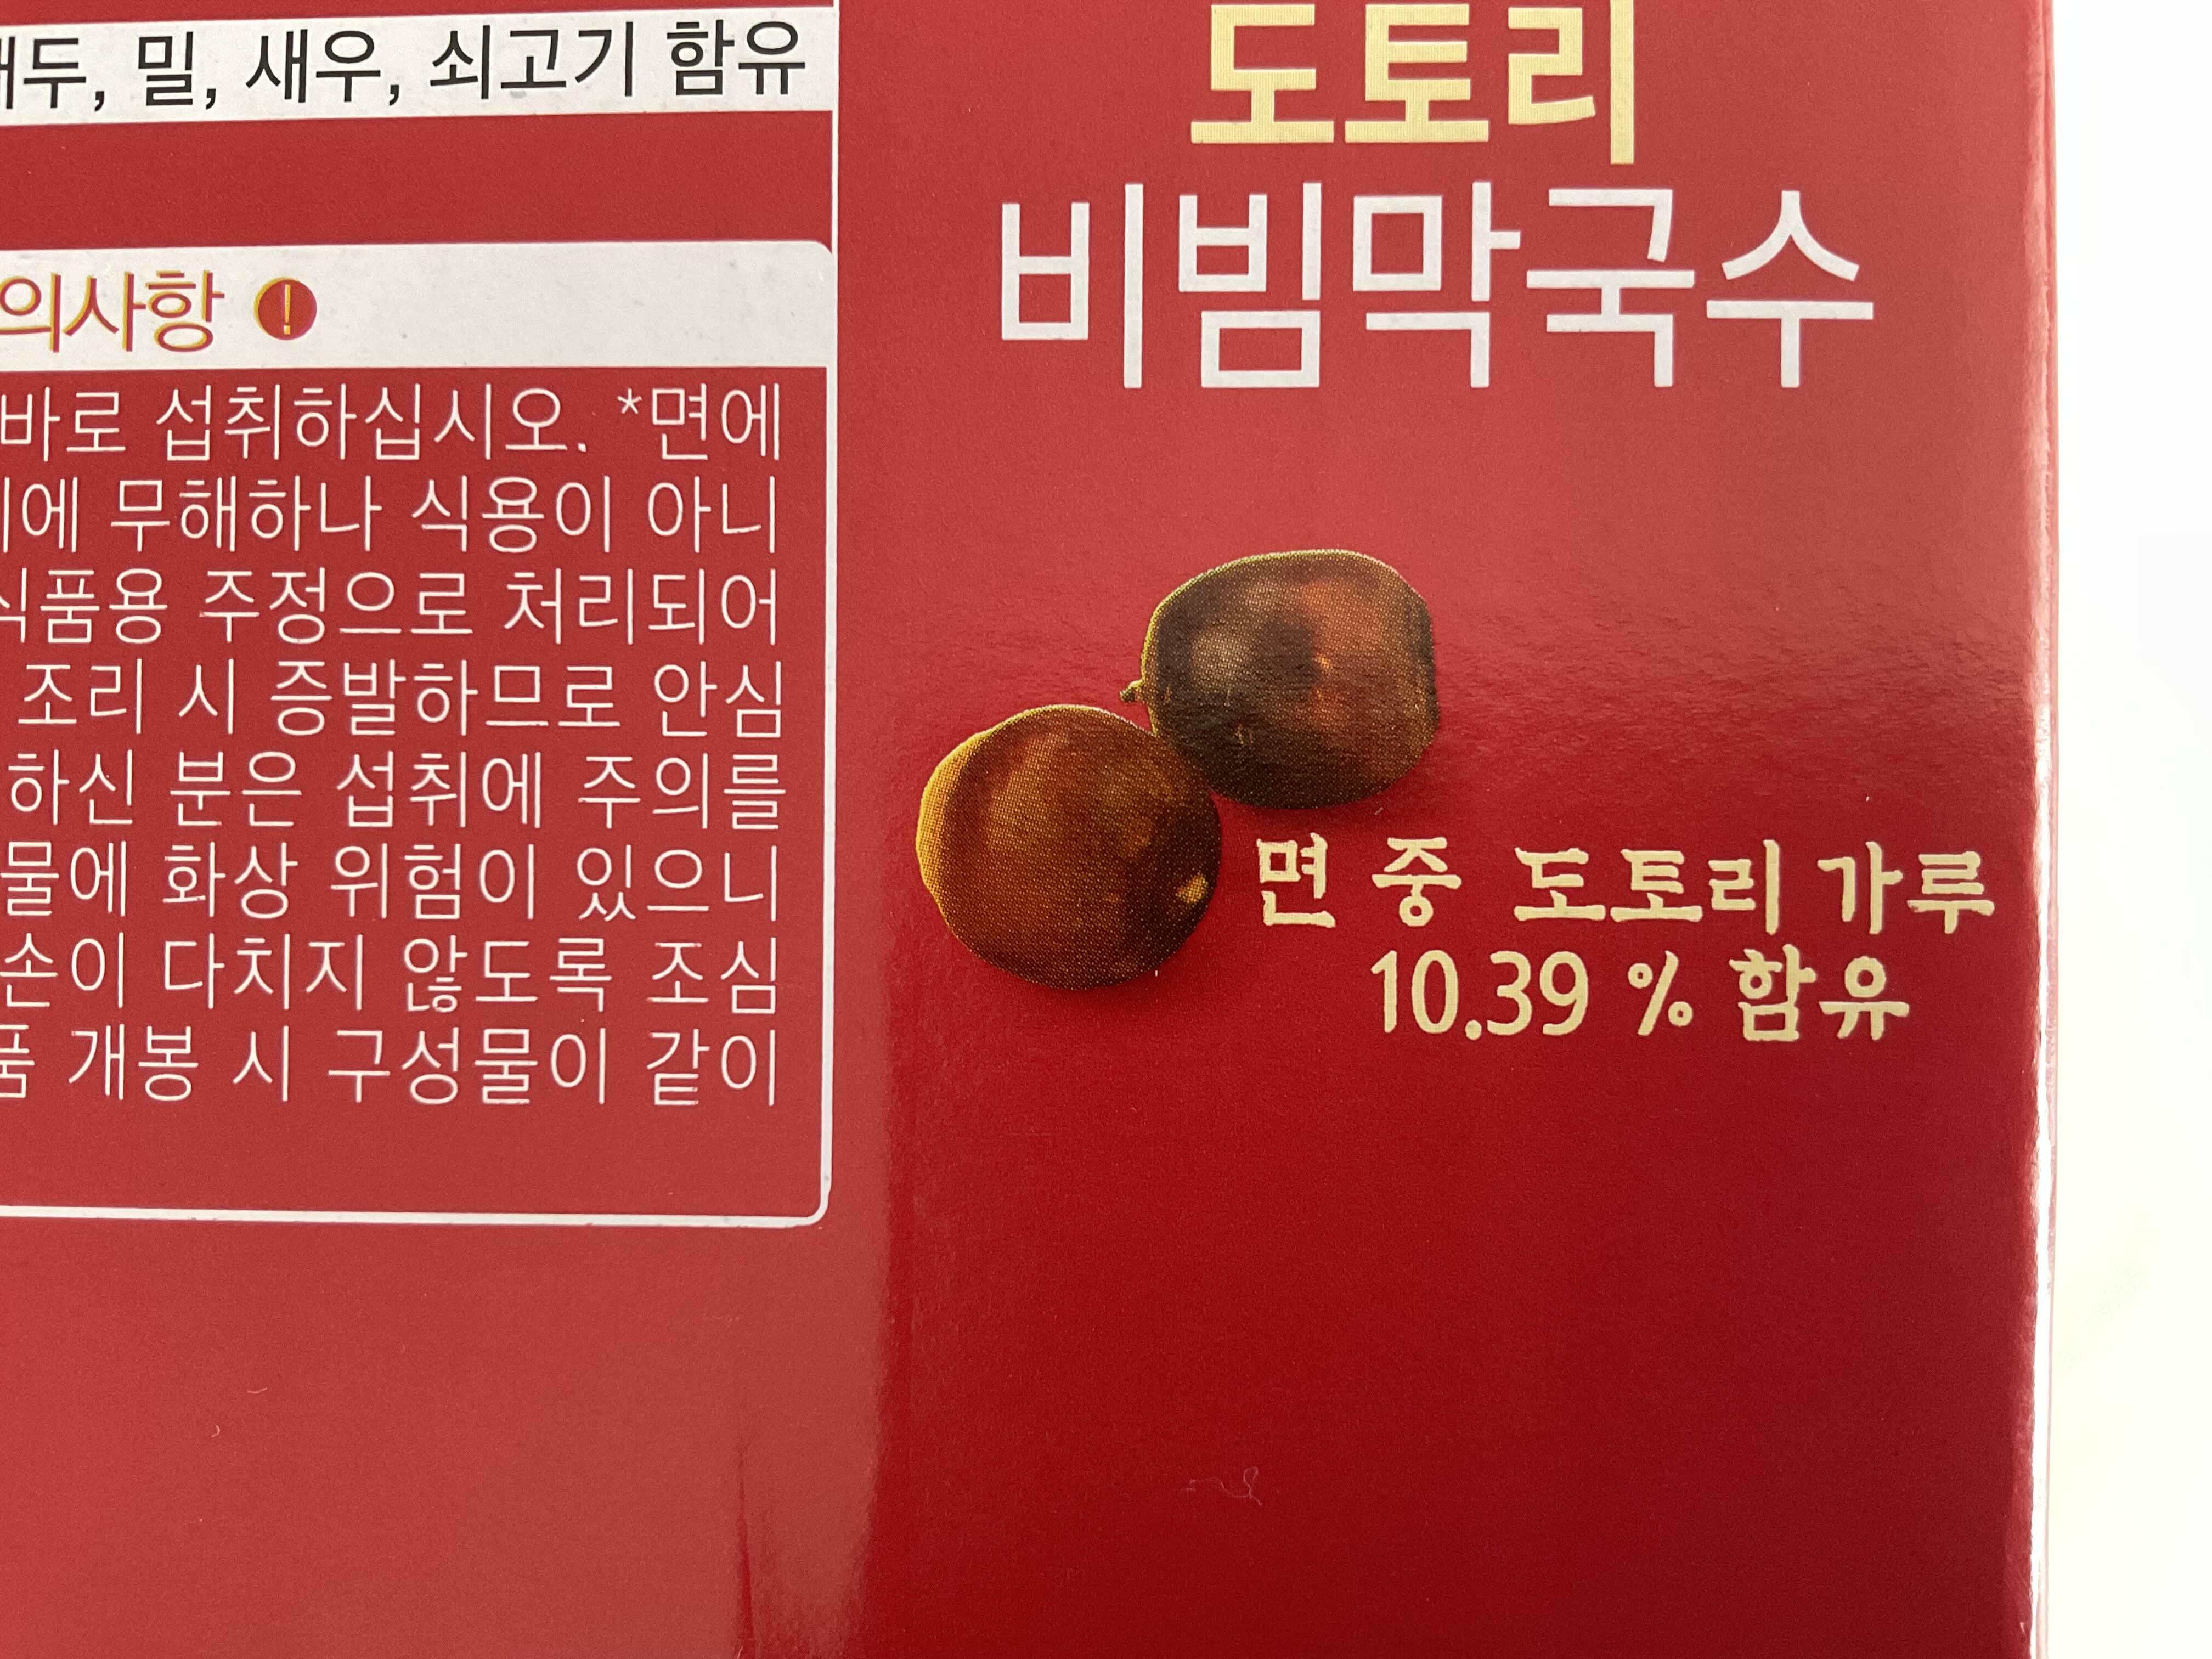 밀, 새우, 쇠고기 함유
의사항 !
바로 섭취하십시오. *면에
무해하나 식용이 아니
식품용 주정으로 처리되어
조리 시 증발하므로 안심
하신 분은 섭취에 주의를
물에 화상 위험이 있으니
손이 다치지 않도록 조심
개봉 시 구성물이 같이
도토리
비빔막국수
면 중 도토리 가루
10.39 % 함유